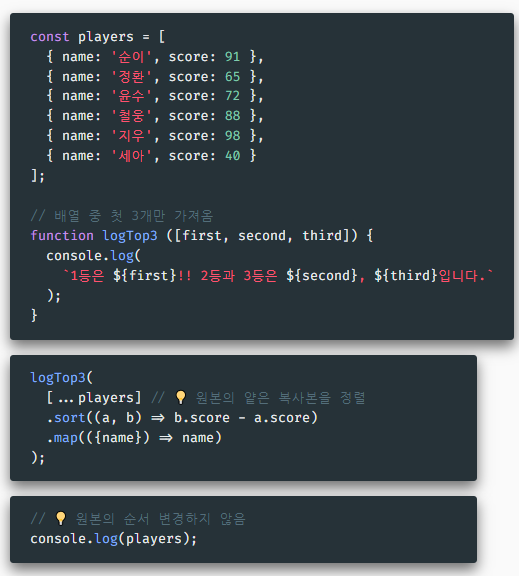 const players = [
  { name: '순이', score: 91 },
  { name: '정환', score: 65 },
  { name: '윤수', score: 72 },
  { name: '철웅', score: 88 },
  { name: '지우', score: 98 },
  { name: '세아', score: 40 }
];
// 배열 중 첫 3개만 가져옴
function logTop3 ([first, second, third]) {
  console.log(
    `1등은 ${first}!! 2등과 3등은 ${second}, ${third}입니다.`
  );
}
logTop3(
  [...players] // 💡 원본의 얕은 복사본을 정렬
  .sort((a, b) => b.score - a.score)
  .map(({name}) => name)
);
// 💡 원본의 순서 변경하지 않음
console.log(players);